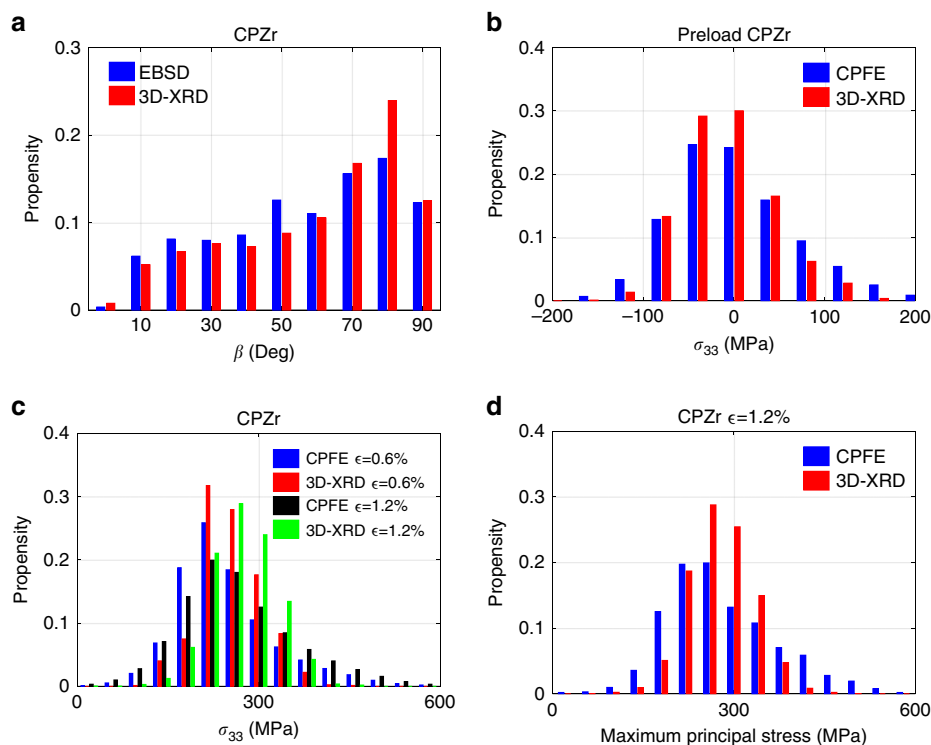 a
CPZr
EBSD
3D-XRD
0.3
0.2
0.1
0
Propensity
10
30
50
70
90
β (Deg)
b
Preload CPZr
CPFE
3D-XRD
0.4
0.3
0.2
0.1
0
Propensity
–200
–100
0
100
200
σ33 (MPa)
c
CPZr
CPFE ϵ=0.6%
3D-XRD ϵ=0.6%
CPFE ϵ=1.2%
3D-XRD ϵ=1.2%
0.4
0.3
0.2
0.1
0
Propensity
0
300
600
σ33 (MPa)
d
CPZr ϵ=1.2%
CPFE
3D-XRD
0.4
0.3
0.2
0.1
0
Propensity
0
300
600
Maximum principal stress (MPa)